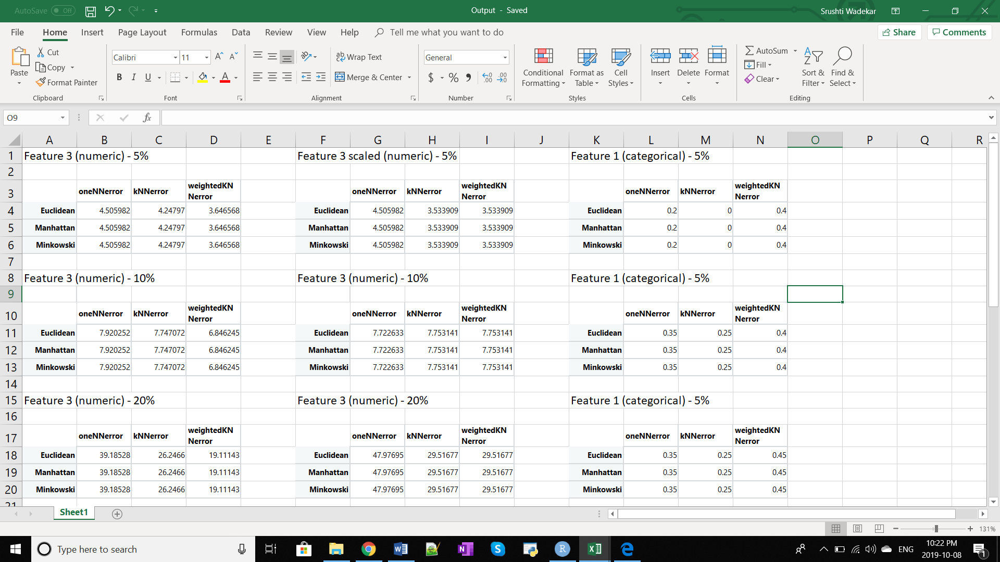 AutoSave Off
Output - Saved
Srushti Wadekar
File Home Insert Page Layout Formulas Data Review View Help Tell me what you want to do Share Comments
Paste
Cut
Copy
Format Painter
Clipboard
Calibri 11
B I U
Font
Wrap Text
Merge & Center
Alignment
General
$ % 9
Number
Conditional Formatting
Format as Table
Cell Styles
Styles
Insert Delete Format
Cells
AutoSum
Fill
Clear
Sort & Filter
Find & Select
Editing
O9 fx
A B C D E F G H I J K L M N O P Q R
1 Feature 3 (numeric) - 5% Feature 3 scaled (numeric) - 5% Feature 1 (categorical) - 5%
2
3 oneNNerror kNNerror weightedKNNerror oneNNerror kNNerror weightedKNNerror oneNNerror kNNerror weightedKNNerror
4 Euclidean 4.505982 4.24797 3.646568 Euclidean 4.505982 3.533909 3.533909 Euclidean 0.2 0 0.4
5 Manhattan 4.505982 4.24797 3.646568 Manhattan 4.505982 3.533909 3.533909 Manhattan 0.2 0 0.4
6 Minkowski 4.505982 4.24797 3.646568 Minkowski 4.505982 3.533909 3.533909 Minkowski 0.2 0 0.4
7
8 Feature 3 (numeric) - 10% Feature 3 (numeric) - 10% Feature 1 (categorical) - 5%
9
10 oneNNerror kNNerror weightedKNNerror oneNNerror kNNerror weightedKNNerror oneNNerror kNNerror weightedKNNerror
11 Euclidean 7.920252 7.747072 6.846245 Euclidean 7.722633 7.753141 7.753141 Euclidean 0.35 0.25 0.4
12 Manhattan 7.920252 7.747072 6.846245 Manhattan 7.722633 7.753141 7.753141 Manhattan 0.35 0.25 0.4
13 Minkowski 7.920252 7.747072 6.846245 Minkowski 7.722633 7.753141 7.753141 Minkowski 0.35 0.25 0.4
14
15 Feature 3 (numeric) - 20% Feature 3 (numeric) - 20% Feature 1 (categorical) - 5%
16
17 oneNNerror kNNerror weightedKNNerror oneNNerror kNNerror weightedKNNerror oneNNerror kNNerror weightedKNNerror
18 Euclidean 39.18528 26.2466 19.11143 Euclidean 47.97695 29.51677 29.51677 Euclidean 0.35 0.25 0.45
19 Manhattan 39.18528 26.2466 19.11143 Manhattan 47.97695 29.51677 29.51677 Manhattan 0.35 0.25 0.45
20 Minkowski 39.18528 26.2466 19.11143 Minkowski 47.97695 29.51677 29.51677 Minkowski 0.35 0.25 0.45
21
Sheet1
131%
Type here to search
ENG
10:22 PM
2019-10-08
1